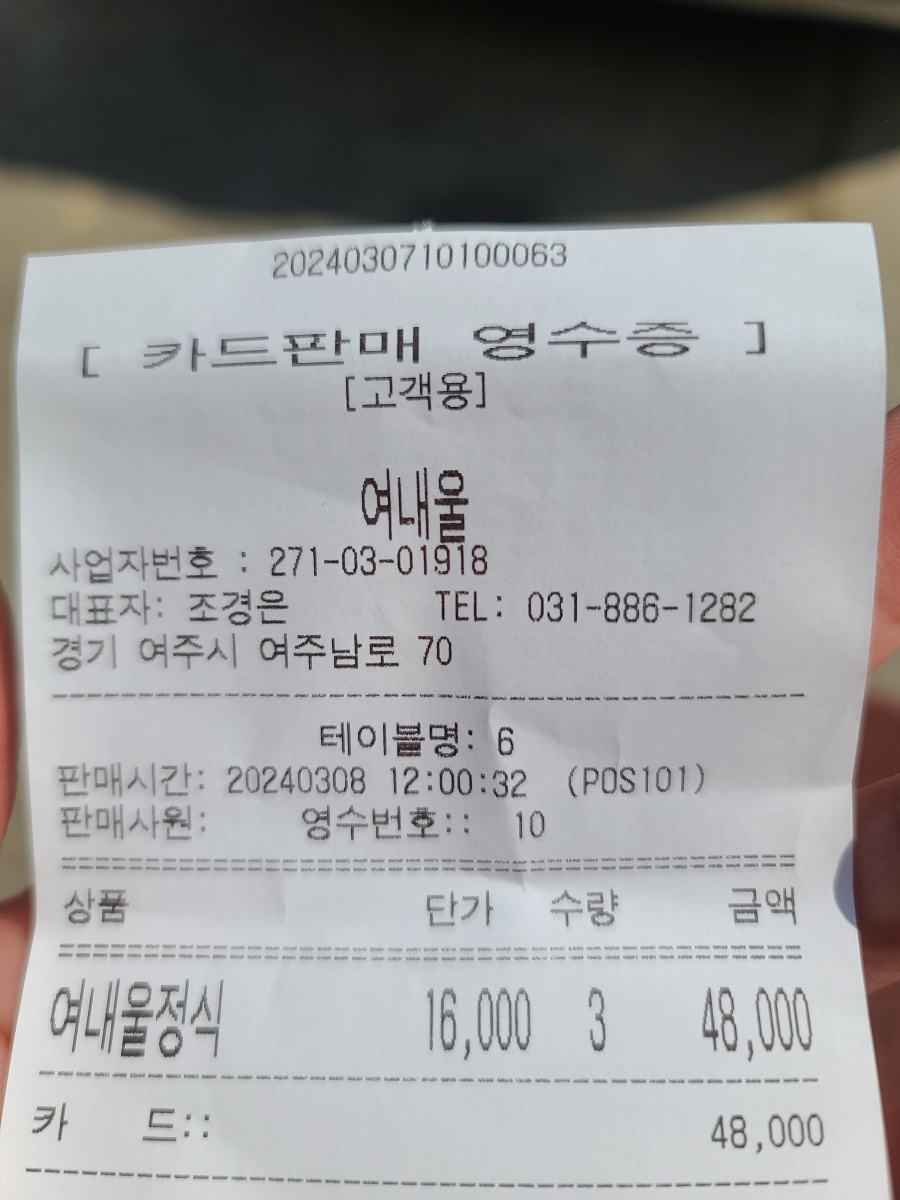 2024030710100063
[ 카드판매 영수증 ]
[고객용]
여내울
사업자번호 : 271-03-01918
대표자: 조경은 TEL: 031-886-1282
경기 여주시 여주남로 70
테이블명: 6
판매시간: 20240308 12:00:32 (POS101)
판매사원: 영수번호:: 10
상품 단가 수량 금액
여내울정식 16,000 3 48,000
카 드:: 48,000